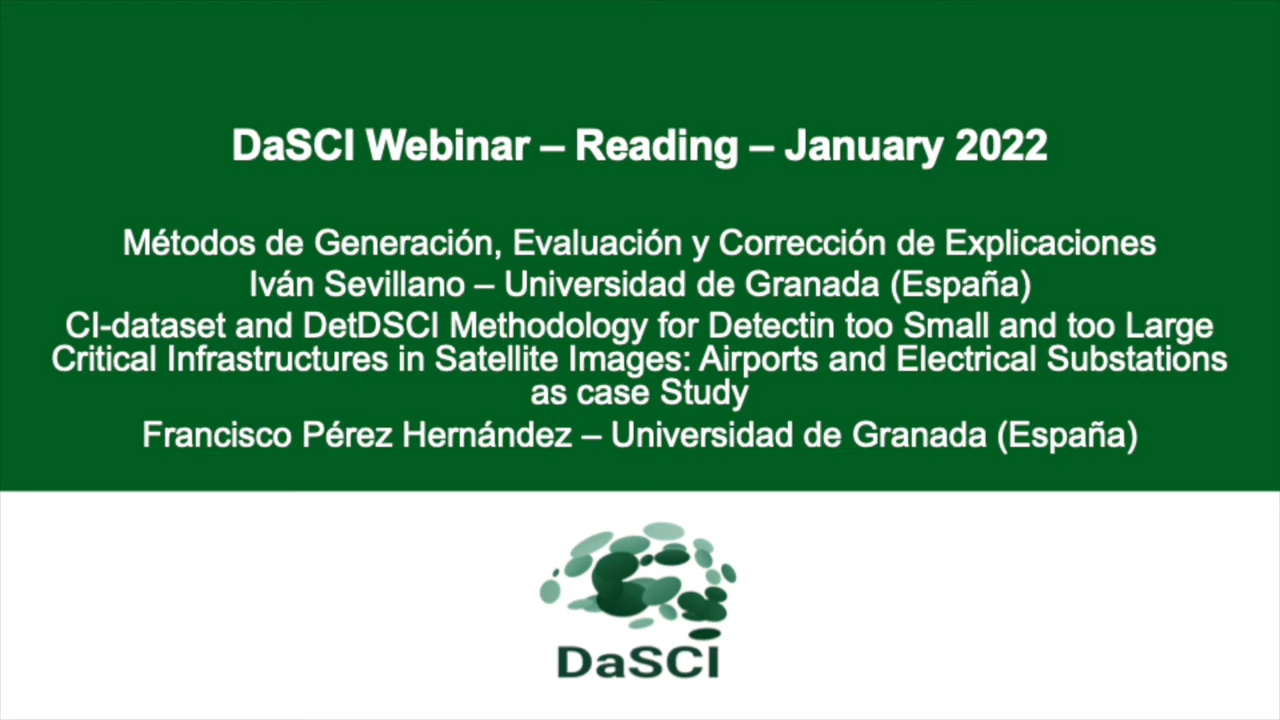 DaSCI Webinar – Reading – January 2022
Métodos de Generación, Evaluación y Corrección de Explicaciones
Iván Sevillano – Universidad de Granada (España)
CI-dataset and DetDSCI Methodology for Detectin too Small and too Large
Critical Infrastructures in Satellite Images: Airports and Electrical Substations
as case Study
Francisco Pérez Hernández – Universidad de Granada (España)
DaSCI